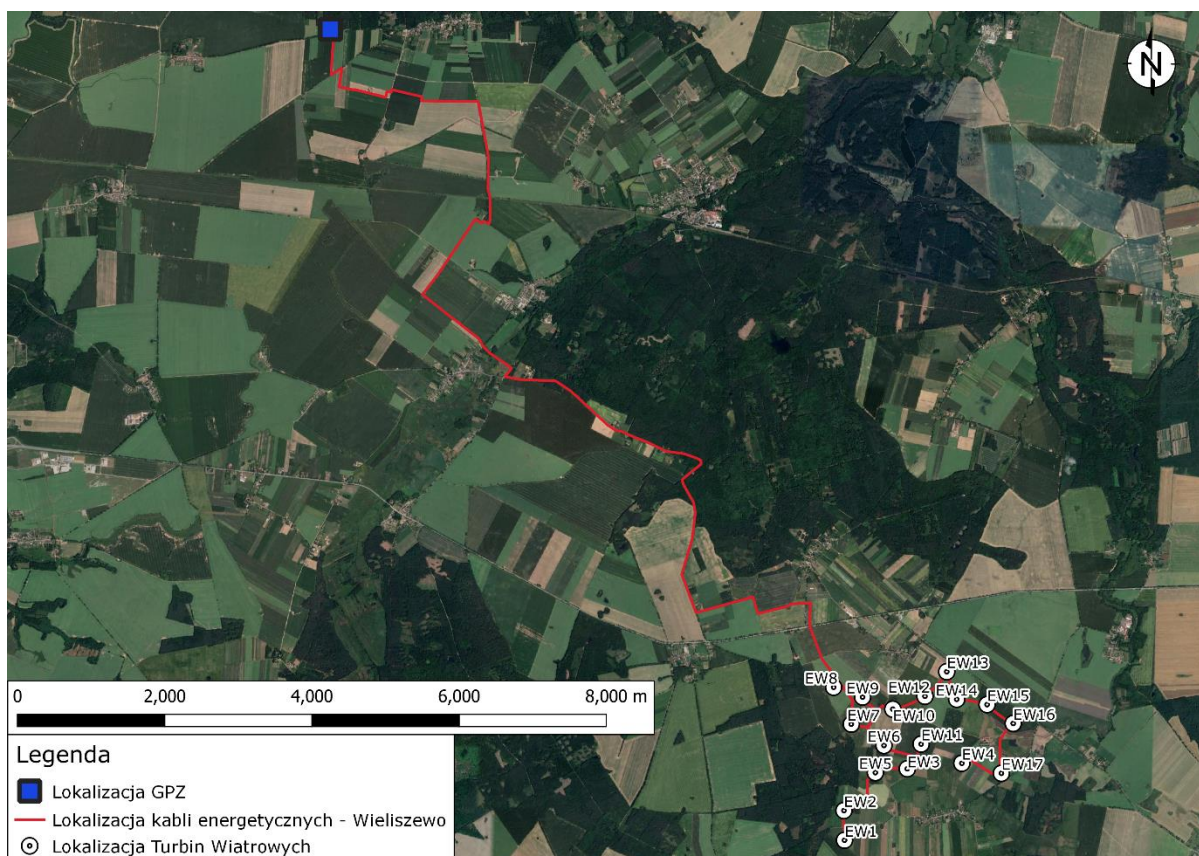 N
EW13
EW8
EW9
EW12
EW14
EW15
EW10
EW16
EW7
EW6
EW11
EW4
EW5
EW3
EW17
EW2
EW1
0 2,000 4,000 6,000 8,000 m
Legenda
Lokalizacja GPZ
Lokalizacja kabli energetycznych - Wieliszewo
Lokalizacja Turbin Wiatrowych